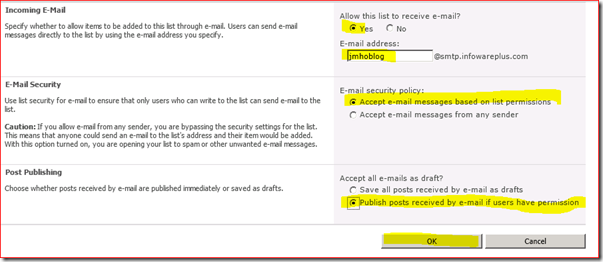 Incoming E-Mail
Specify whether to allow items to be added to this list through e-mail. Users can send e-mail
messages directly to the list by using the e-mail address you specify.
Allow this list to receive e-mail?
Yes
No
E-mail address:
jmhoblog @smtp.infowareplus.com
E-Mail Security
Use list security for e-mail to ensure that only users who can write to the list can send e-mail to the
list.
Caution: If you allow e-mail from any sender, you are bypassing the security settings for the list.
This means that anyone could send an e-mail to the list's address and their item would be added.
With this option turned on, you are opening your list to spam or other unwanted e-mail messages.
E-mail security policy:
Accept e-mail messages based on list permissions
Accept e-mail messages from any sender
Post Publishing
Choose whether posts received by e-mail are published immediately or saved as drafts.
Accept all e-mails as draft?
Save all posts received by e-mail as drafts
Publish posts received by e-mail if users have permission
OK
Cancel